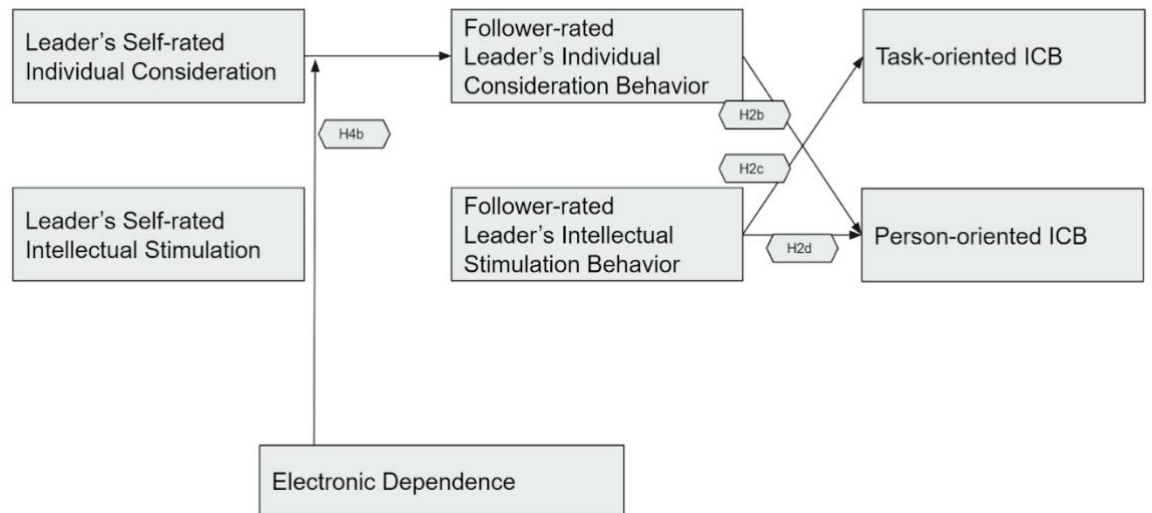 Leader’s Self-rated
Individual Consideration
Follower-rated
Leader’s Individual
Consideration Behavior
Task-oriented ICB
H2b
H4b
H2c
Leader’s Self-rated
Intellectual Stimulation
Follower-rated
Leader’s Intellectual
Stimulation Behavior
Person-oriented ICB
H2d
Electronic Dependence